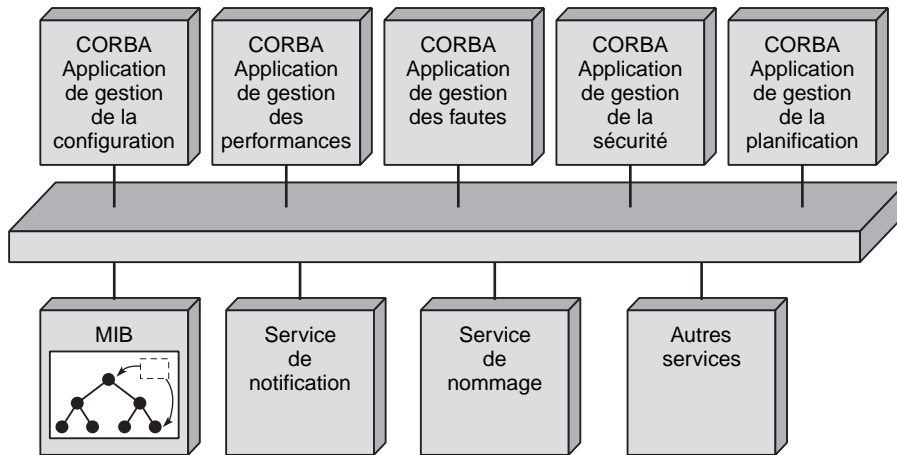 CORBA
Application
de gestion
de la
configuration
CORBA
Application
de gestion
des
performances
CORBA
Application
de gestion
des fautes
CORBA
Application
de gestion
de la
sécurité
CORBA
Application
de gestion
de la
planification
MIB
Service
de
notification
Service
de
nommage
Autres
services